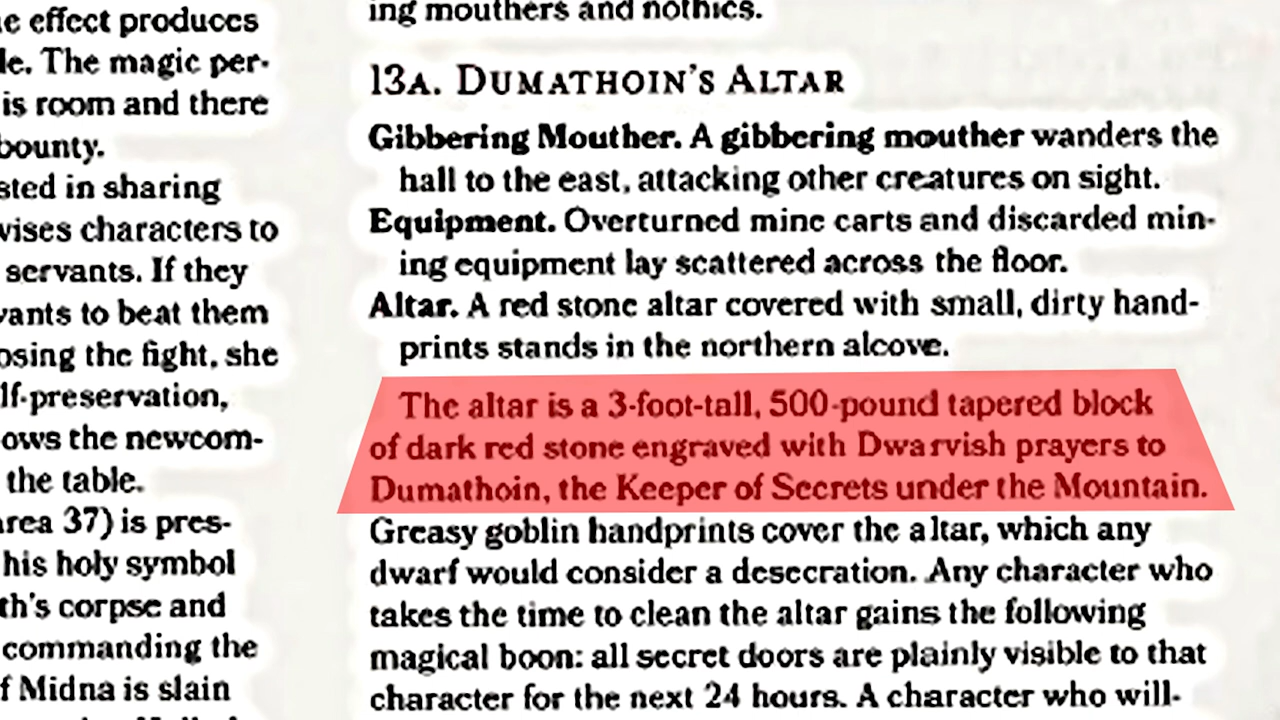 e effect produces
le. The magic per-
is room and there
bounty.
sted in sharing
vises characters to
servants. If they
vants to beat them
osing the fight, she
lf-preservation,
ows the newcom-
the table.
area 37) is pres-
his holy symbol
th's corpse and
commanding the
f Midna is slain
ing mouthers and nothics.
13A. DUMATHOIN'S ALTAR
Gibbering Mouther. A gibbering mouther wanders the
hall to the east, attacking other creatures on sight.
Equipment. Overturned mine carts and discarded min-
ing equipment lay scattered across the floor.
Altar. A red stone altar covered with small, dirty hand-
prints stands in the northern alcove.
The altar is a 3-foot-tall, 500-pound tapered block
of dark red stone engraved with Dwarvish prayers to
Dumathoin, the Keeper of Secrets under the Mountain.
Greasy goblin handprints cover the altar, which any
dwarf would consider a desecration. Any character who
takes the time to clean the altar gains the following
magical boon: all secret doors are plainly visible to that
character for the next 24 hours. A character who will-